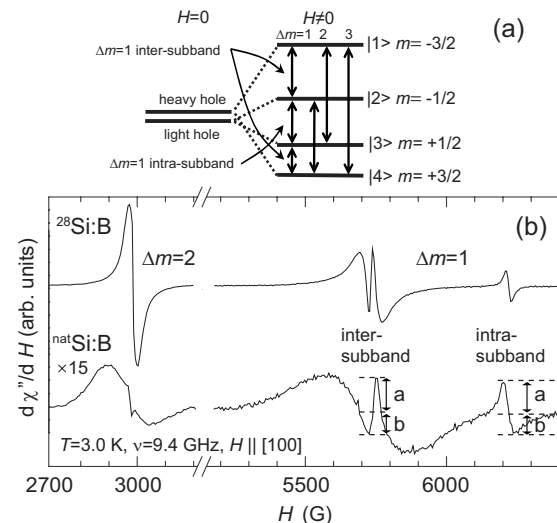 H=0
H≠0
(a)
Δm=1 2 3
Δm=1 inter-subband
|1> m= -3/2
|2> m= -1/2
heavy hole
light hole
|3> m= +1/2
Δm=1 intra-subband
|4> m= +3/2
(b)
²⁸Si:B
Δm=2
Δm=1
ⁿᵃᵗSi:B
×15
inter-
subband
intra-
subband
a
b
a
b
T=3.0 K, ν=9.4 GHz, H || [100]
d χ"/d H (arb. units)
2700
3000
5500
6000
H (G)